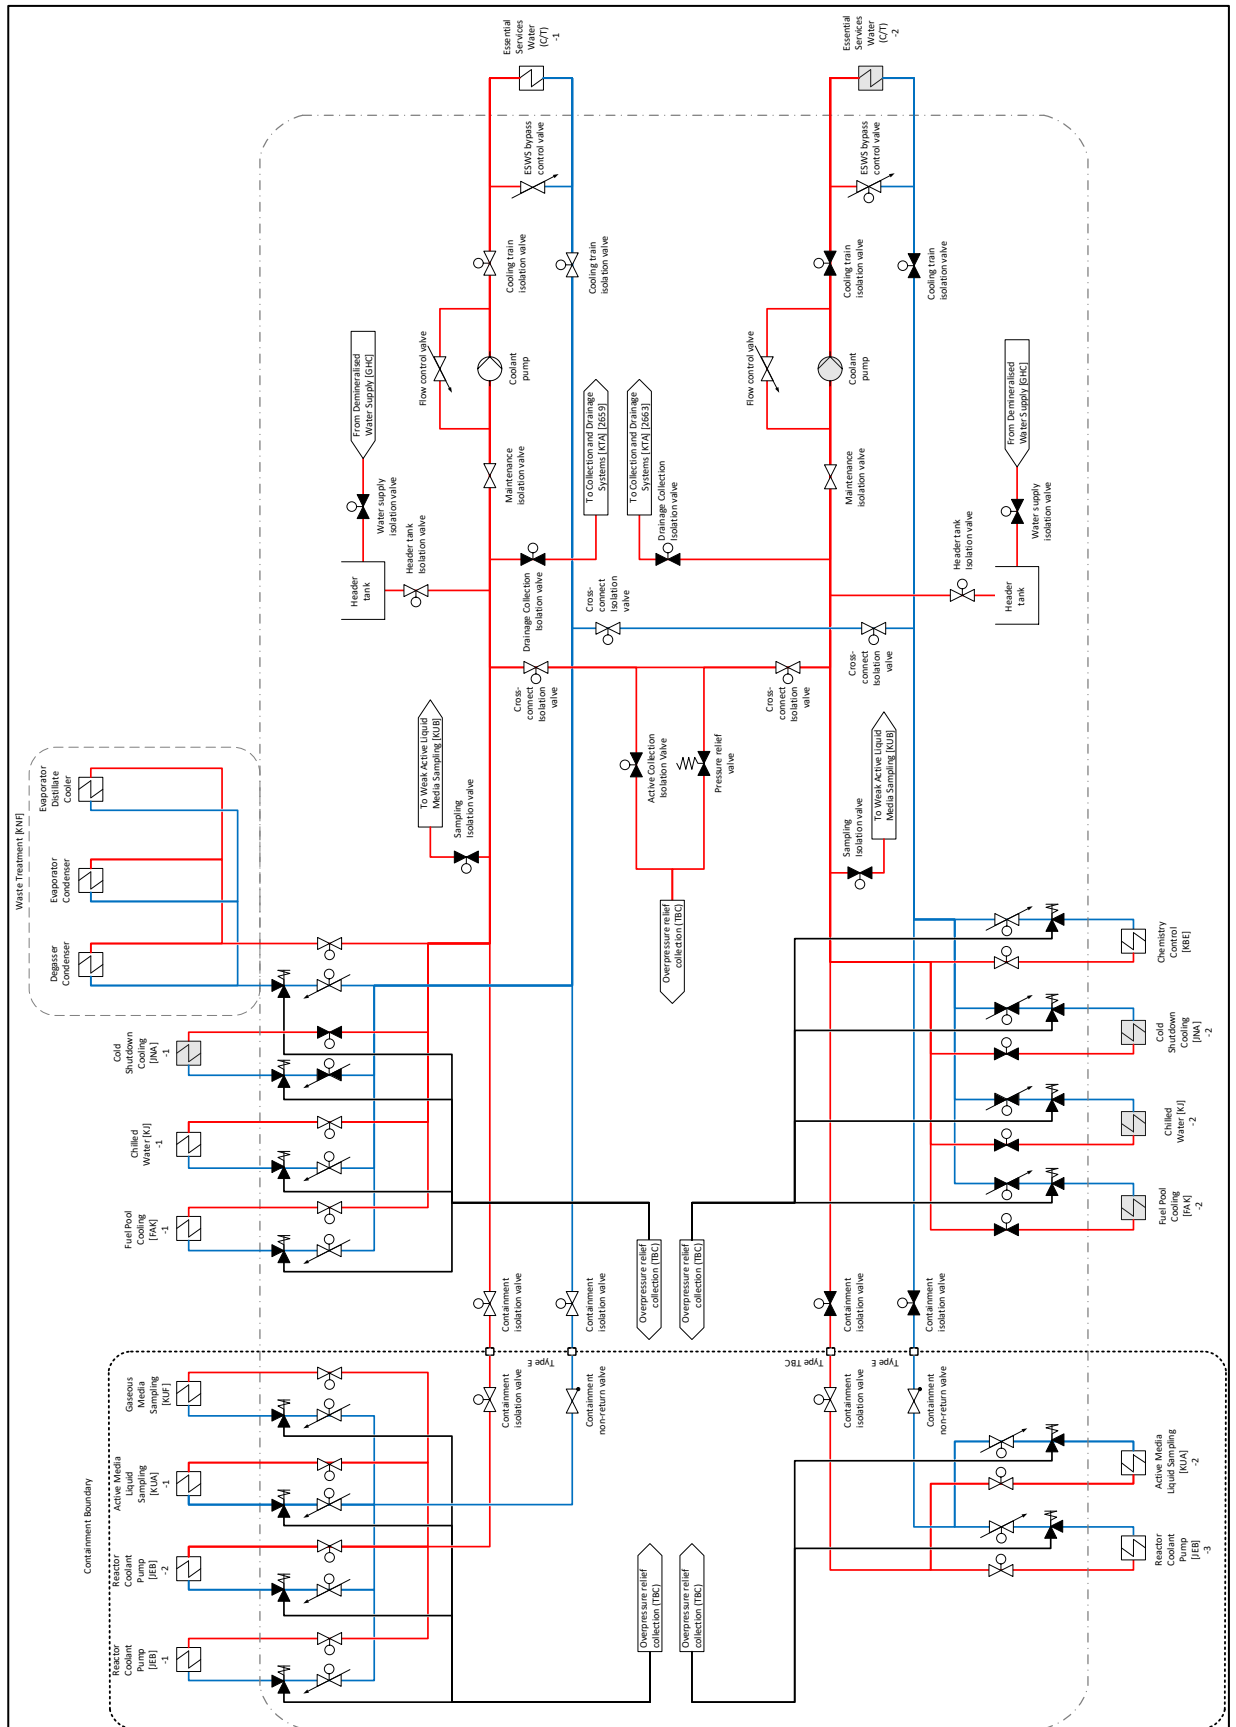 Essential
Services
Water
(C/T)
-1
Essential
Services
Water
(C/T)
-2
ESWS bypass
control valve
ESWS bypass
control valve
Cooling train
isolation valve
Cooling train
isolation valve
Cooling train
isolation valve
Cooling train
isolation valve
Flow control valve
Coolant
pump
Flow control valve
Coolant
pump
From Demineralised
Water Supply [GHC]
From Demineralised
Water Supply [GHC]
Water supply
isolation valve
Water supply
isolation valve
Maintenance
isolation valve
Maintenance
isolation valve
To Collection and Drainage
Systems [KTA] [2659]
To Collection and Drainage
Systems [KTA] [2663]
Drainage Collection
Isolation valve
Drainage Collection
Isolation valve
Header tank
Isolation valve
Header tank
Isolation valve
Header
tank
Header
tank
Cross-
connect
Isolation
valve
Cross-
connect
Isolation
valve
Cross-
connect
Isolation
valve
Cross-
connect
Isolation
valve
To Weak Active Liquid
Media Sampling [KUB]
To Weak Active Liquid
Media Sampling [KUB]
Sampling
Isolation valve
Sampling
Isolation valve
Active Collection
Isolation Valve
Pressure relief
valve
Overpressure relief
collection (TBC)
Waste Treatment [KNF]
Evaporator
Distillate
Cooler
Evaporator
Condenser
Degasser
Condenser
Cold
Shutdown
Cooling
[JNA]
-1
Chilled
Water [KJ]
-1
Fuel Pool
Cooling
[FAK]
-1
Chemistry
Control
[KBE]
Cold
Shutdown
Cooling
[JNA]
-2
Chilled
Water [KJ]
-2
Fuel Pool
Cooling
[FAK]
-2
Overpressure relief
collection (TBC)
Overpressure relief
collection (TBC)
Containment
isolation valve
Containment
isolation valve
Containment
isolation valve
Containment
isolation valve
Type E
Type TBC
Type E
Containment
isolation valve
Containment
non-return valve
Containment
isolation valve
Containment
non-return valve
Containment Boundary
Gaseous
Media
Sampling
[KUF]
Active Media
Liquid
Sampling
[KUA]
-1
Reactor
Coolant
Pump
[JEB]
-2
Reactor
Coolant
Pump
[JEB]
-1
Active Media
Liquid Sampling
[KUA]
-2
Reactor
Coolant
Pump
[JEB]
-3
Overpressure relief
collection (TBC)
Overpressure relief
collection (TBC)